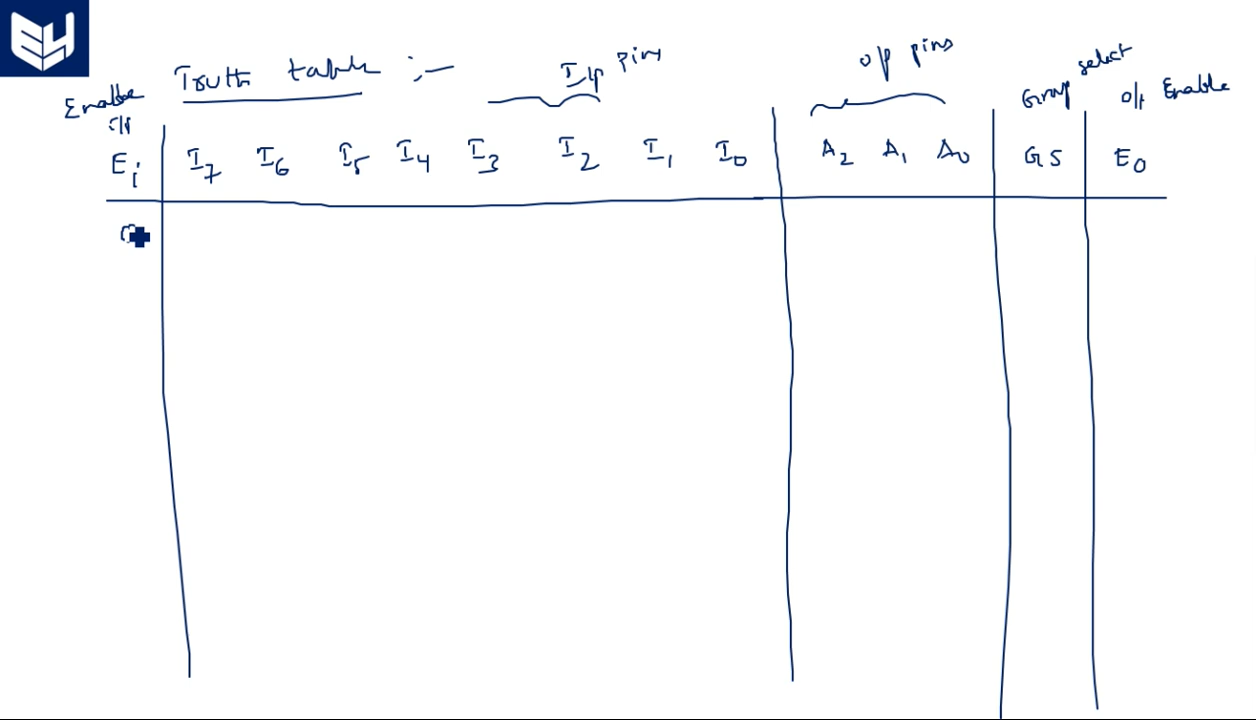 Truth table :-
I/p pins
o/p pins
Group select
o/p Enable
Enable i/p
Ei I7 I6 I5 I4 I3 I2 I1 I0 A2 A1 A0 GS E0